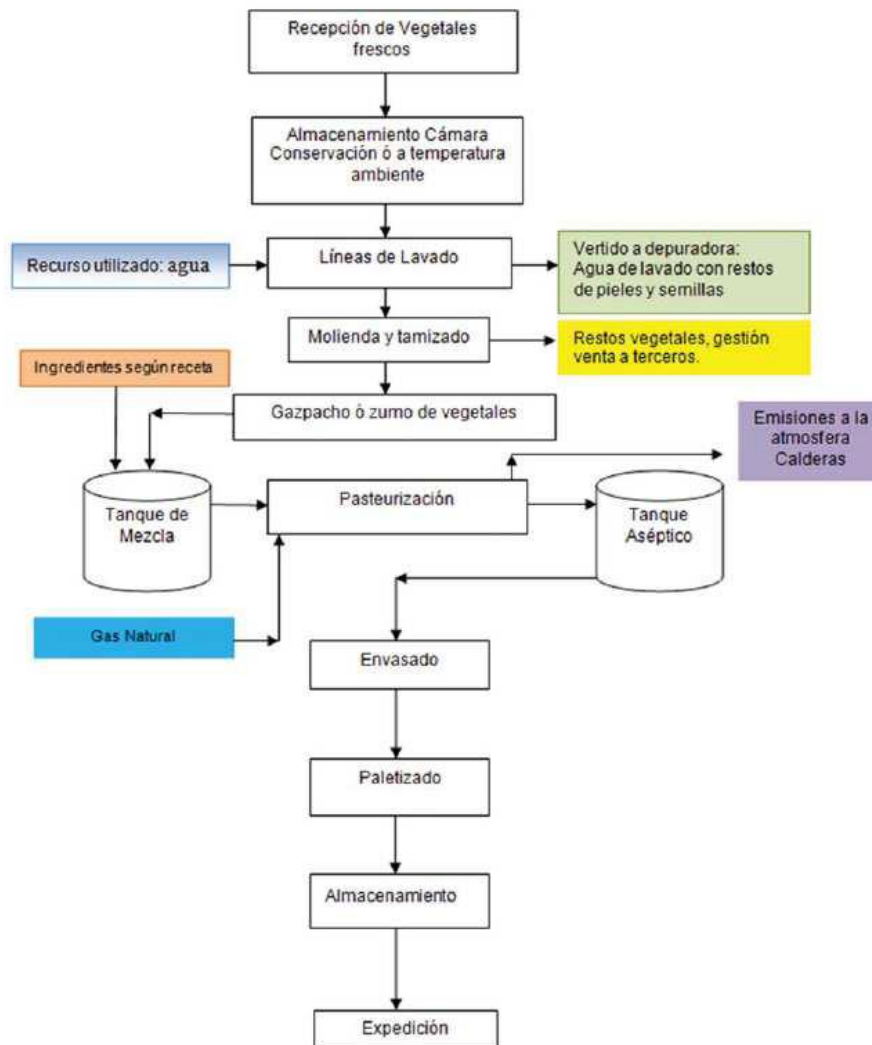 Recepción de Vegetales
frescos
Almacenamiento Cámara
Conservación ó a temperatura
ambiente
Recurso utilizado: agua
Líneas de Lavado
Vertido a depuradora:
Agua de lavado con restos
de pieles y semillas
Molienda y tamizado
Restos vegetales, gestión
venta a terceros.
Ingredientes según receta
Gazpacho ó zumo de vegetales
Emisiones a la
atmosfera
Calderas
Tanque de
Mezcla
Pasteurización
Tanque
Aséptico
Gas Natural
Envasado
Paletizado
Almacenamiento
Expedición